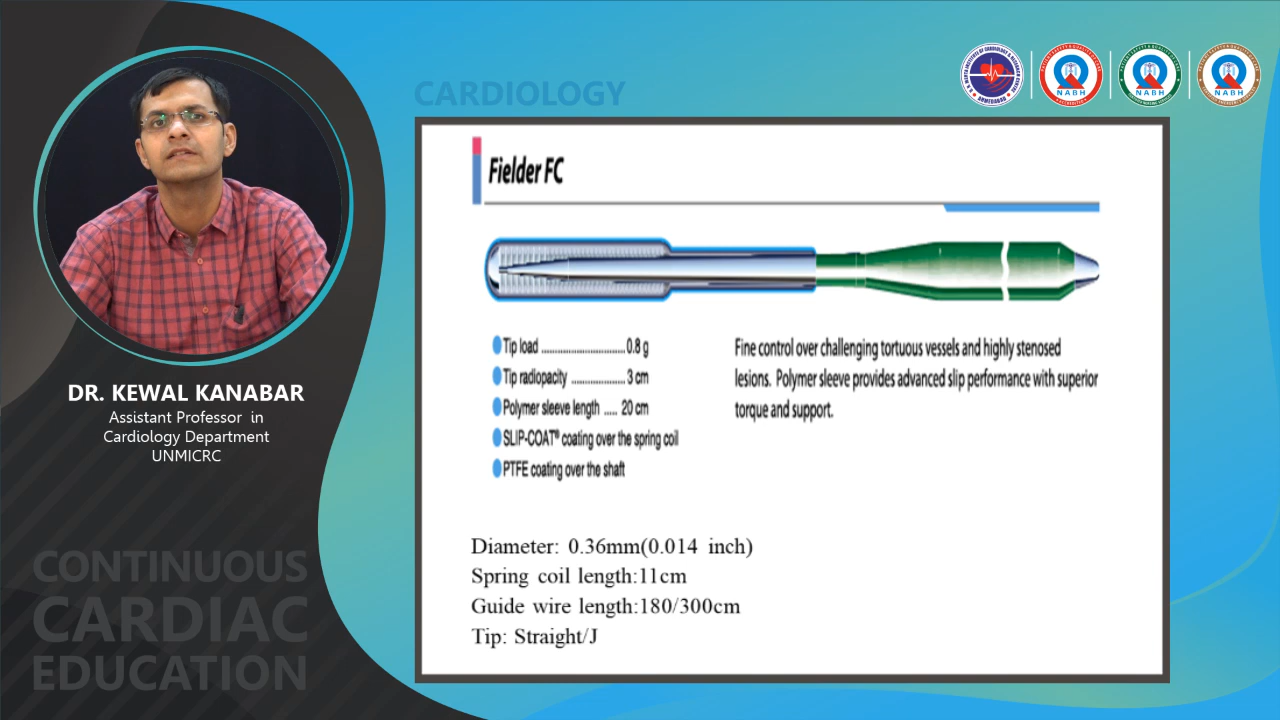 CARDIOLOGY
NABH
NABH
NABH
Fielder FC
Tip load ............................ 0.8 g
Tip radiopacity ..................... 3 cm
Polymer sleeve length ..... 20 cm
SLIP-COAT® coating over the spring coil
PTFE coating over the shaft
Fine control over challenging tortuous vessels and highly stenosed
lesions. Polymer sleeve provides advanced slip performance with superior
torque and support.
Diameter: 0.36mm(0.014 inch)
Spring coil length:11cm
Guide wire length:180/300cm
Tip: Straight/J
DR. KEWAL KANABAR
Assistant Professor in
Cardiology Department
UNMICRC
CONTINUOUS
CARDIAC
EDUCATION